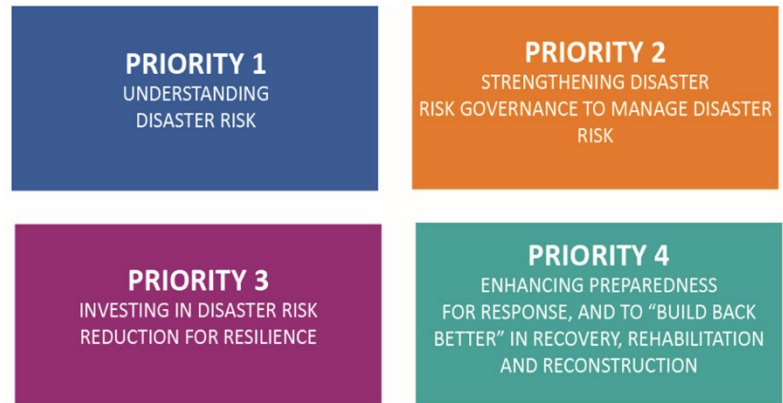 PRIORITY 1
UNDERSTANDING
DISASTER RISK
PRIORITY 2
STRENGTHENING DISASTER
RISK GOVERNANCE TO MANAGE DISASTER
RISK
PRIORITY 3
INVESTING IN DISASTER RISK
REDUCTION FOR RESILIENCE
PRIORITY 4
ENHANCING PREPAREDNESS
FOR RESPONSE, AND TO “BUILD BACK
BETTER” IN RECOVERY, REHABILITATION
AND RECONSTRUCTION